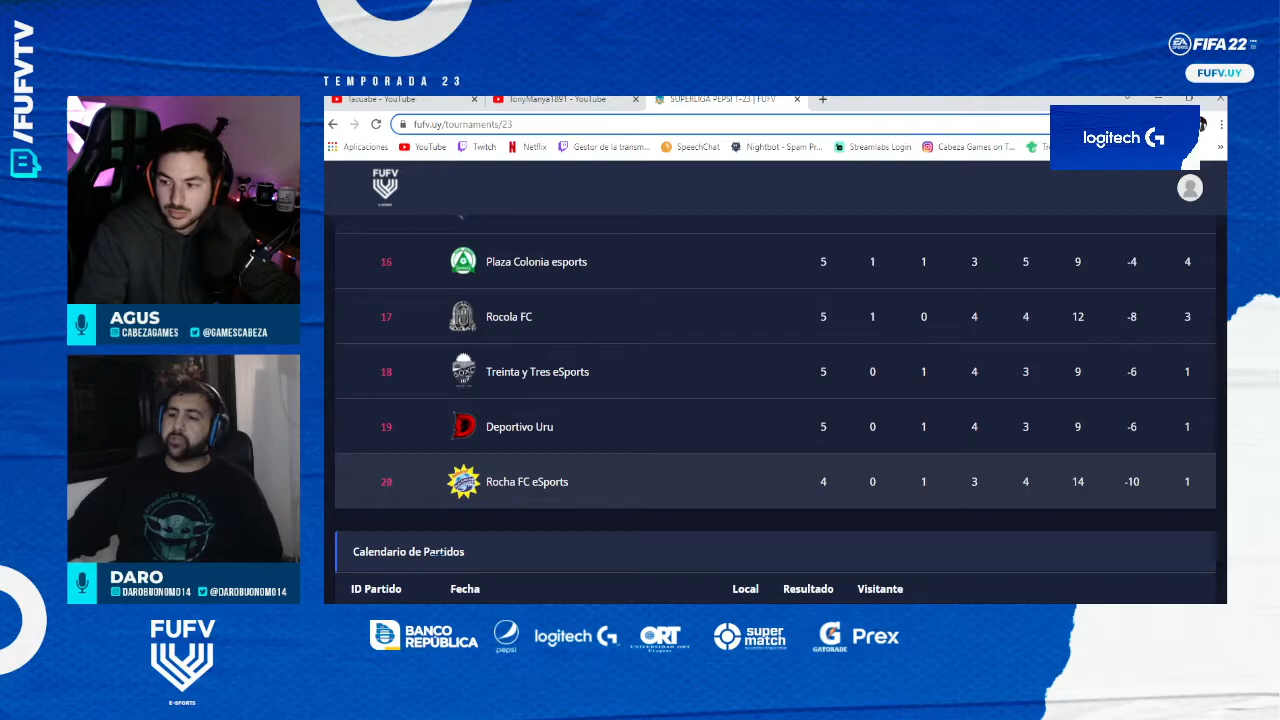 /FUFVTV
EA SPORTS FIFA 22
FUFV.UY
TEMPORADA 23
Tacuabe - YouTube
TonyManya1891 - YouTube
SUPERLIGA PEPSI T-23 | FUFV
fufv.uy/tournaments/23
Aplicaciones YouTube Twitch Netflix Gestor de la transm... SpeechChat Nightbot - Spam Pr... Streamlabs Login Cabeza Games on T...
logitech G
FUFV
16 Plaza Colonia esports 5 1 1 3 5 9 -4 4
17 Rocola FC 5 1 0 4 4 12 -8 3
18 Treinta y Tres eSports 5 0 1 4 3 9 -6 1
19 Deportivo Uru 5 0 1 4 3 9 -6 1
20 Rocha FC eSports 4 0 1 3 4 14 -10 1
Calendario de Partidos
ID Partido Fecha Local Resultado Visitante
AGUS
CABEZAGAMES @GAMESCABEZA
DARO
DAROBUONOMO14 @DAROBUONOMO14
FUFV
E-SPORTS
BANCO REPÚBLICA
pepsi
logitech G
ORT
UNIVERSIDAD ORT
Uruguay
super match
GATORADE
Prex